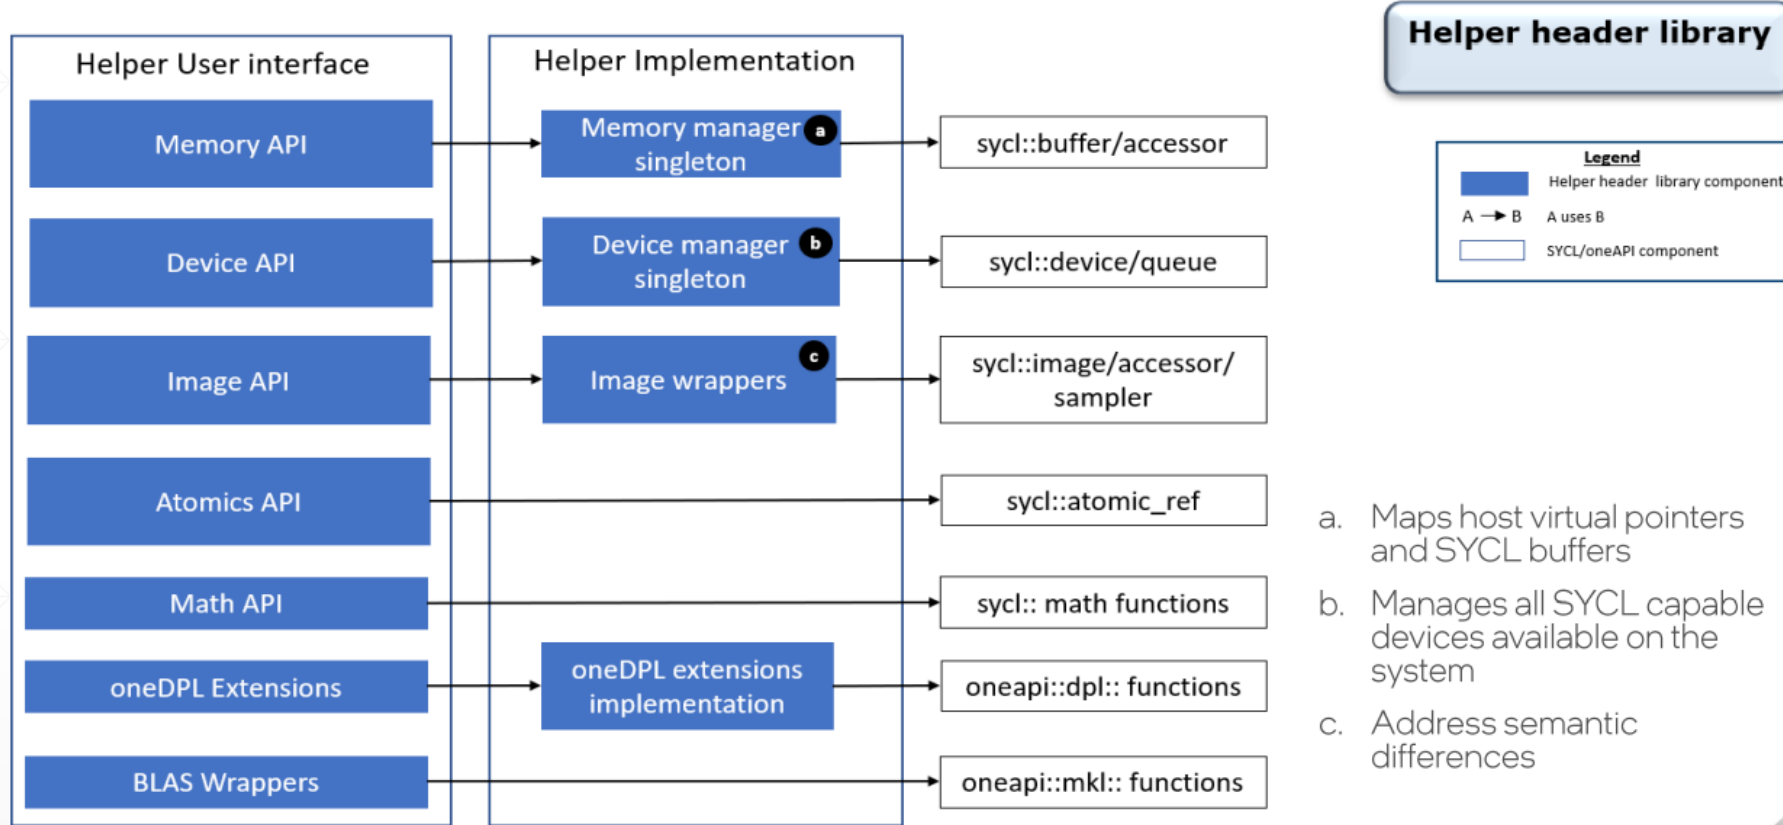 Helper header library
Helper User interface
Helper Implementation
Memory API
Memory manager
singleton
a
sycl::buffer/accessor
Device API
Device manager
singleton
b
sycl::device/queue
Image API
Image wrappers
c
sycl::image/accessor/
sampler
Atomics API
sycl::atomic_ref
Math API
sycl:: math functions
oneDPL Extensions
oneDPL extensions
implementation
oneapi::dpl:: functions
BLAS Wrappers
oneapi::mkl:: functions
Legend
Helper header library component
A B A uses B
SYCL/oneAPI component
a. Maps host virtual pointers
and SYCL buffers
b. Manages all SYCL capable
devices available on the
system
c. Address semantic
differences